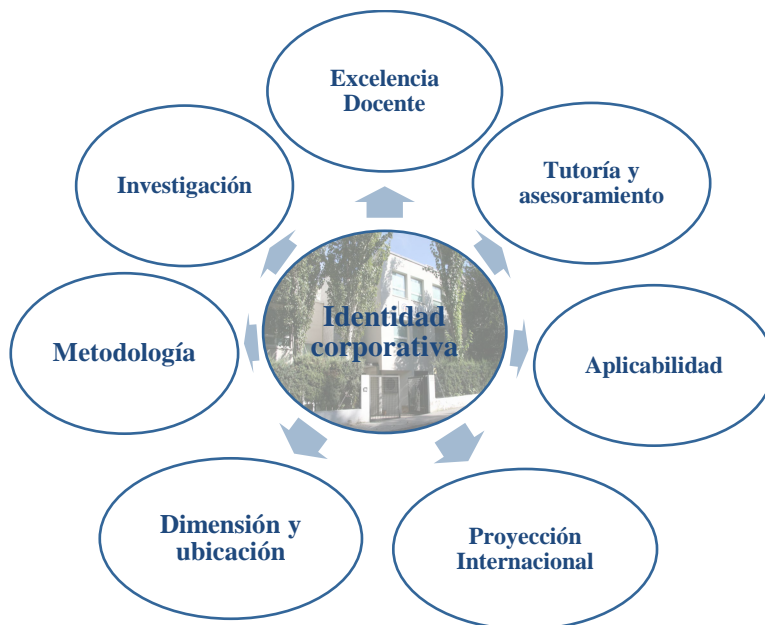 Excelencia
Docente
Tutoría y
asesoramiento
Aplicabilidad
Proyección
Internacional
Dimensión y
ubicación
Metodología
Investigación
Identidad
corporativa